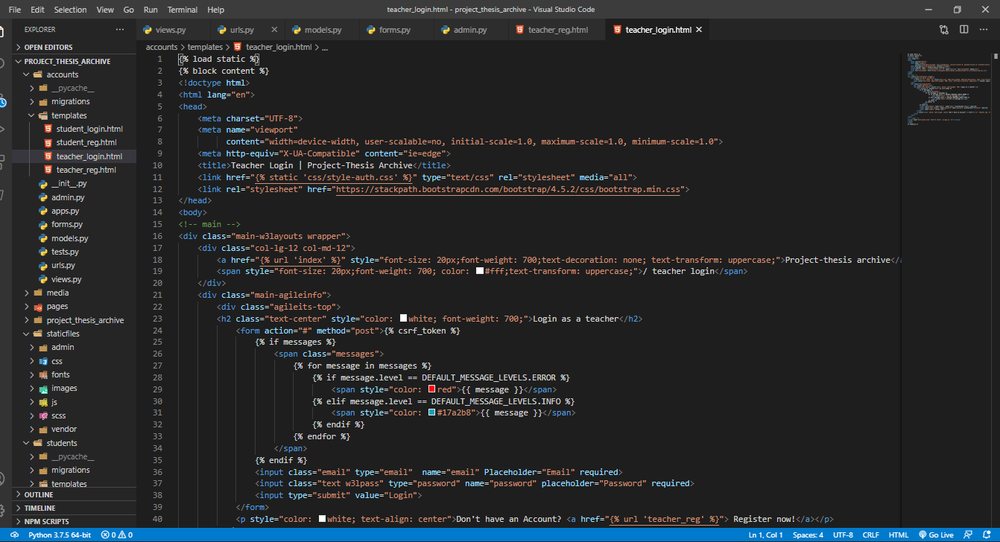 File Edit Selection View Go Run Terminal Help
teacher_login.html - project_thesis_archive - Visual Studio Code
EXPLORER
OPEN EDITORS
PROJECT_THESIS_ARCHIVE
accounts
__pycache__
migrations
templates
student_login.html
student_reg.html
teacher_login.html
teacher_reg.html
__init__.py
admin.py
apps.py
forms.py
models.py
tests.py
urls.py
views.py
media
pages
project_thesis_archive
staticfiles
admin
css
fonts
images
js
scss
vendor
students
__pycache__
migrations
templates
OUTLINE
TIMELINE
NPM SCRIPTS
views.py urls.py models.py forms.py admin.py teacher_reg.html teacher_login.html
accounts > templates > teacher_login.html > ...
1 {% load static %}
2 {% block content %}
3 <!doctype html>
4 <html lang="en">
5 <head>
6 <meta charset="UTF-8">
7 <meta name="viewport"
8 content="width=device-width, user-scalable=no, initial-scale=1.0, maximum-scale=1.0, minimum-scale=1.0">
9 <meta http-equiv="X-UA-Compatible" content="ie=edge">
10 <title>Teacher Login | Project-Thesis Archive</title>
11 <link href="{% static 'css/style-auth.css' %}" type="text/css" rel="stylesheet" media="all">
12 <link rel="stylesheet" href="https://stackpath.bootstrapcdn.com/bootstrap/4.5.2/css/bootstrap.min.css">
13 </head>
14 <body>
15 <!-- main -->
16 <div class="main-w3layouts wrapper">
17 <div class="col-lg-12 col-md-12">
18 <a href="{% url 'index' %}" style="font-size: 20px;font-weight: 700;text-decoration: none; text-transform: uppercase;">Project-thesis archive</a
19 <span style="font-size: 20px;font-weight: 700; color: #fff;text-transform: uppercase;">/ teacher login</span>
20 </div>
21 <div class="main-agileinfo">
22 <div class="agileits-top">
23 <h2 class="text-center" style="color: white; font-weight: 700;">Login as a teacher</h2>
24 <form action="#" method="post">{% csrf_token %}
25 {% if messages %}
26 <span class="messages">
27 {% for message in messages %}
28 {% if message.level == DEFAULT_MESSAGE_LEVELS.ERROR %}
29 <span style="color: red">{{ message }}</span>
30 {% elif message.level == DEFAULT_MESSAGE_LEVELS.INFO %}
31 <span style="color: #17a2b8">{{ message }}</span>
32 {% endif %}
33 {% endfor %}
34 </span>
35 {% endif %}
36 <input class="email" type="email"  name="email" Placeholder="Email" required>
37 <input class="text w3lpass" type="password" name="password" placeholder="Password" required>
38 <input type="submit" value="Login">
39 </form>
40 <p style="color: white; text-align: center">Don't have an Account? <a href="{% url 'teacher_reg' %}"> Register now!</a></p>
Python 3.7.5 64-bit 0 0 Ln 1, Col 1 Spaces: 4 UTF-8 CRLF HTML Go Live